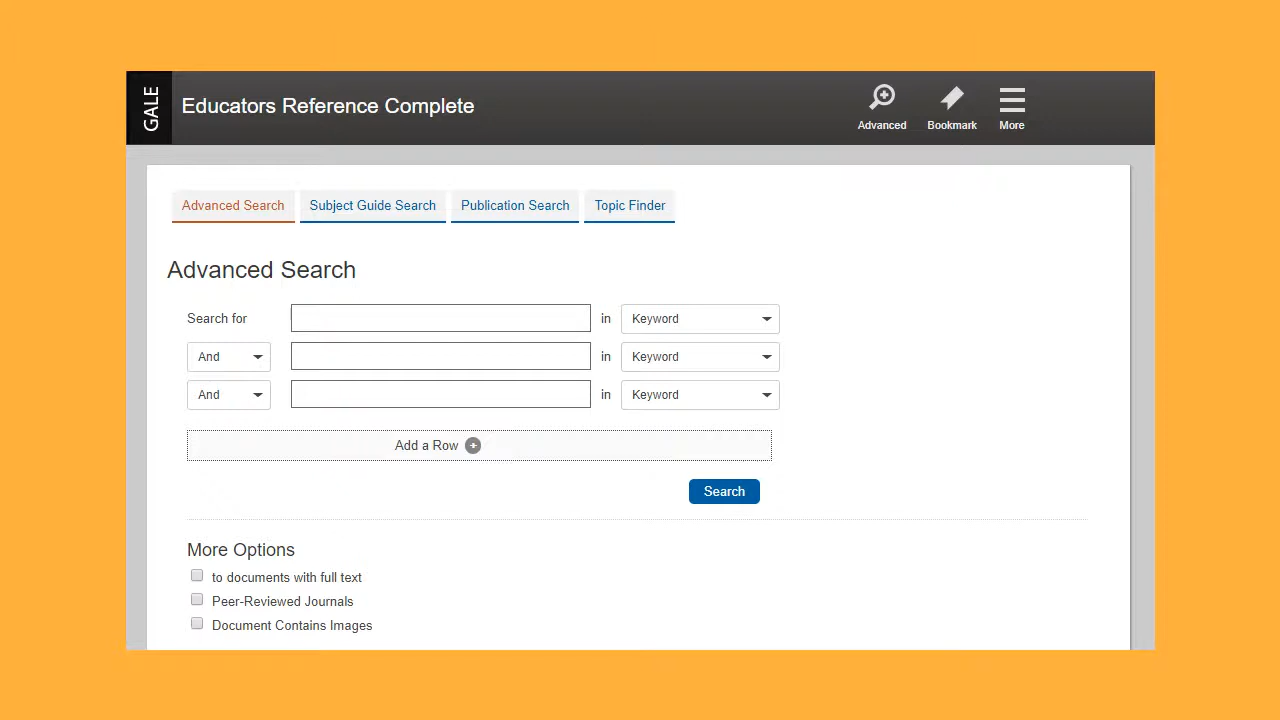 GALE
Educators Reference Complete
Advanced Bookmark More
Advanced Search Subject Guide Search Publication Search Topic Finder
Advanced Search
Search for in Keyword
And in Keyword
And in Keyword
Add a Row
Search
More Options
to documents with full text
Peer-Reviewed Journals
Document Contains Images